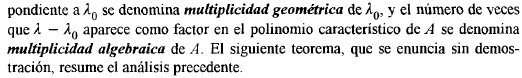 pondiente a λ₀ se denomina multiplicidad geométrica de λ₀, y el número de veces
que λ − λ₀ aparece como factor en el polinomio característico de A se denomina
multiplicidad algebraica de A. El siguiente teorema, que se enuncia sin demos-
tración, resume el análisis precedente.